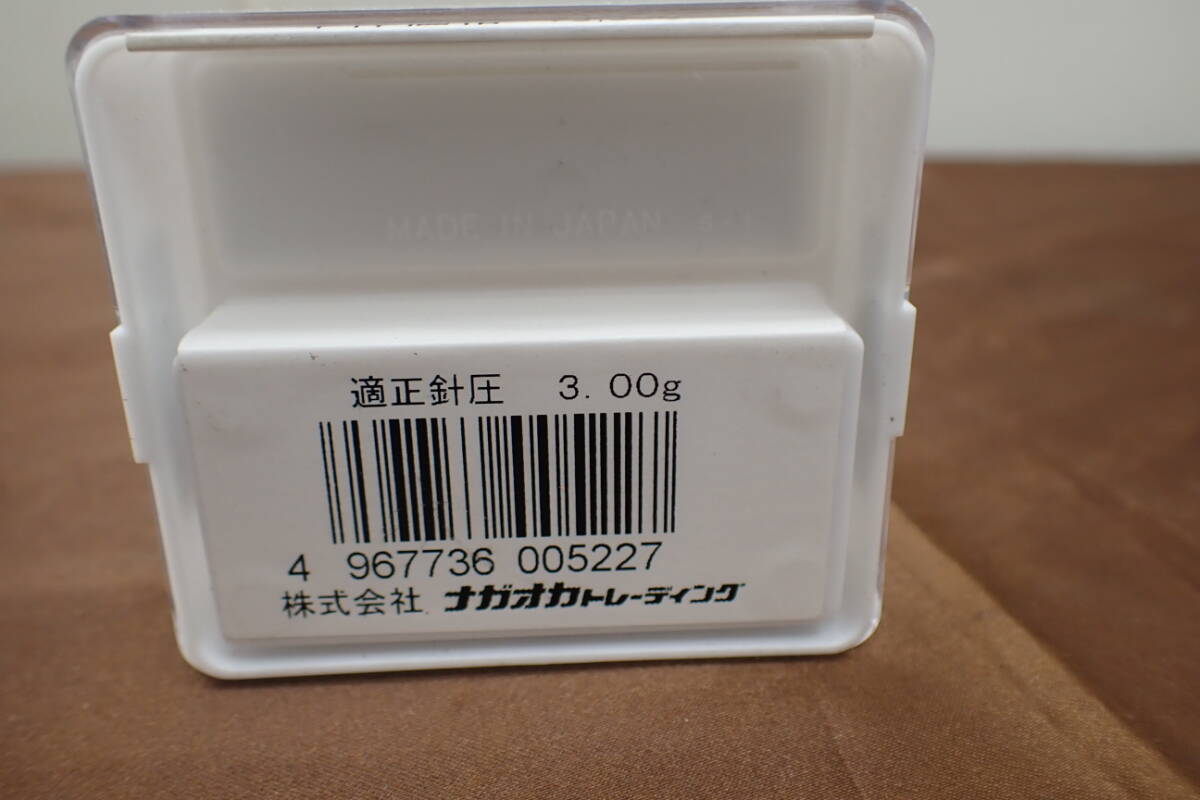 MADE IN JAPAN
適正針圧 3.00g
4 967736 005227
株式会社 ナガオカトレーディング